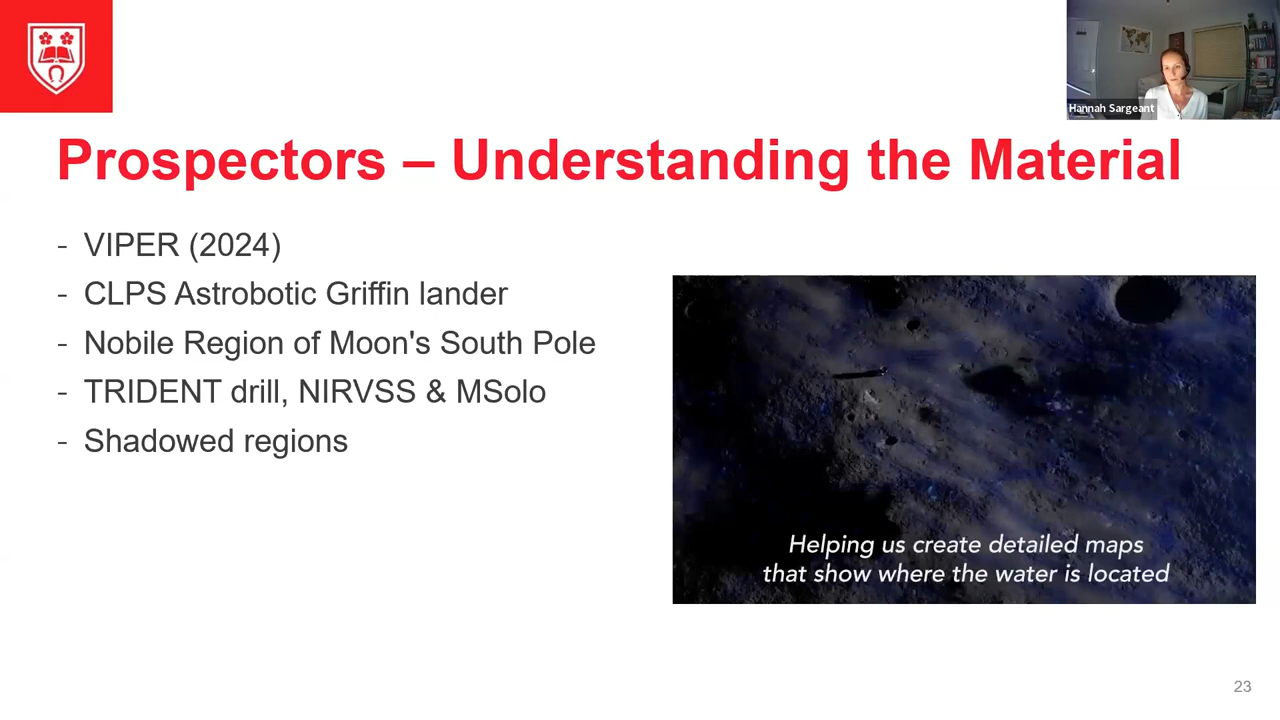 Hannah Sargeant
Prospectors – Understanding the Material
- VIPER (2024)
- CLPS Astrobotic Griffin lander
- Nobile Region of Moon's South Pole
- TRIDENT drill, NIRVSS & MSolo
- Shadowed regions
Helping us create detailed maps
that show where the water is located
23